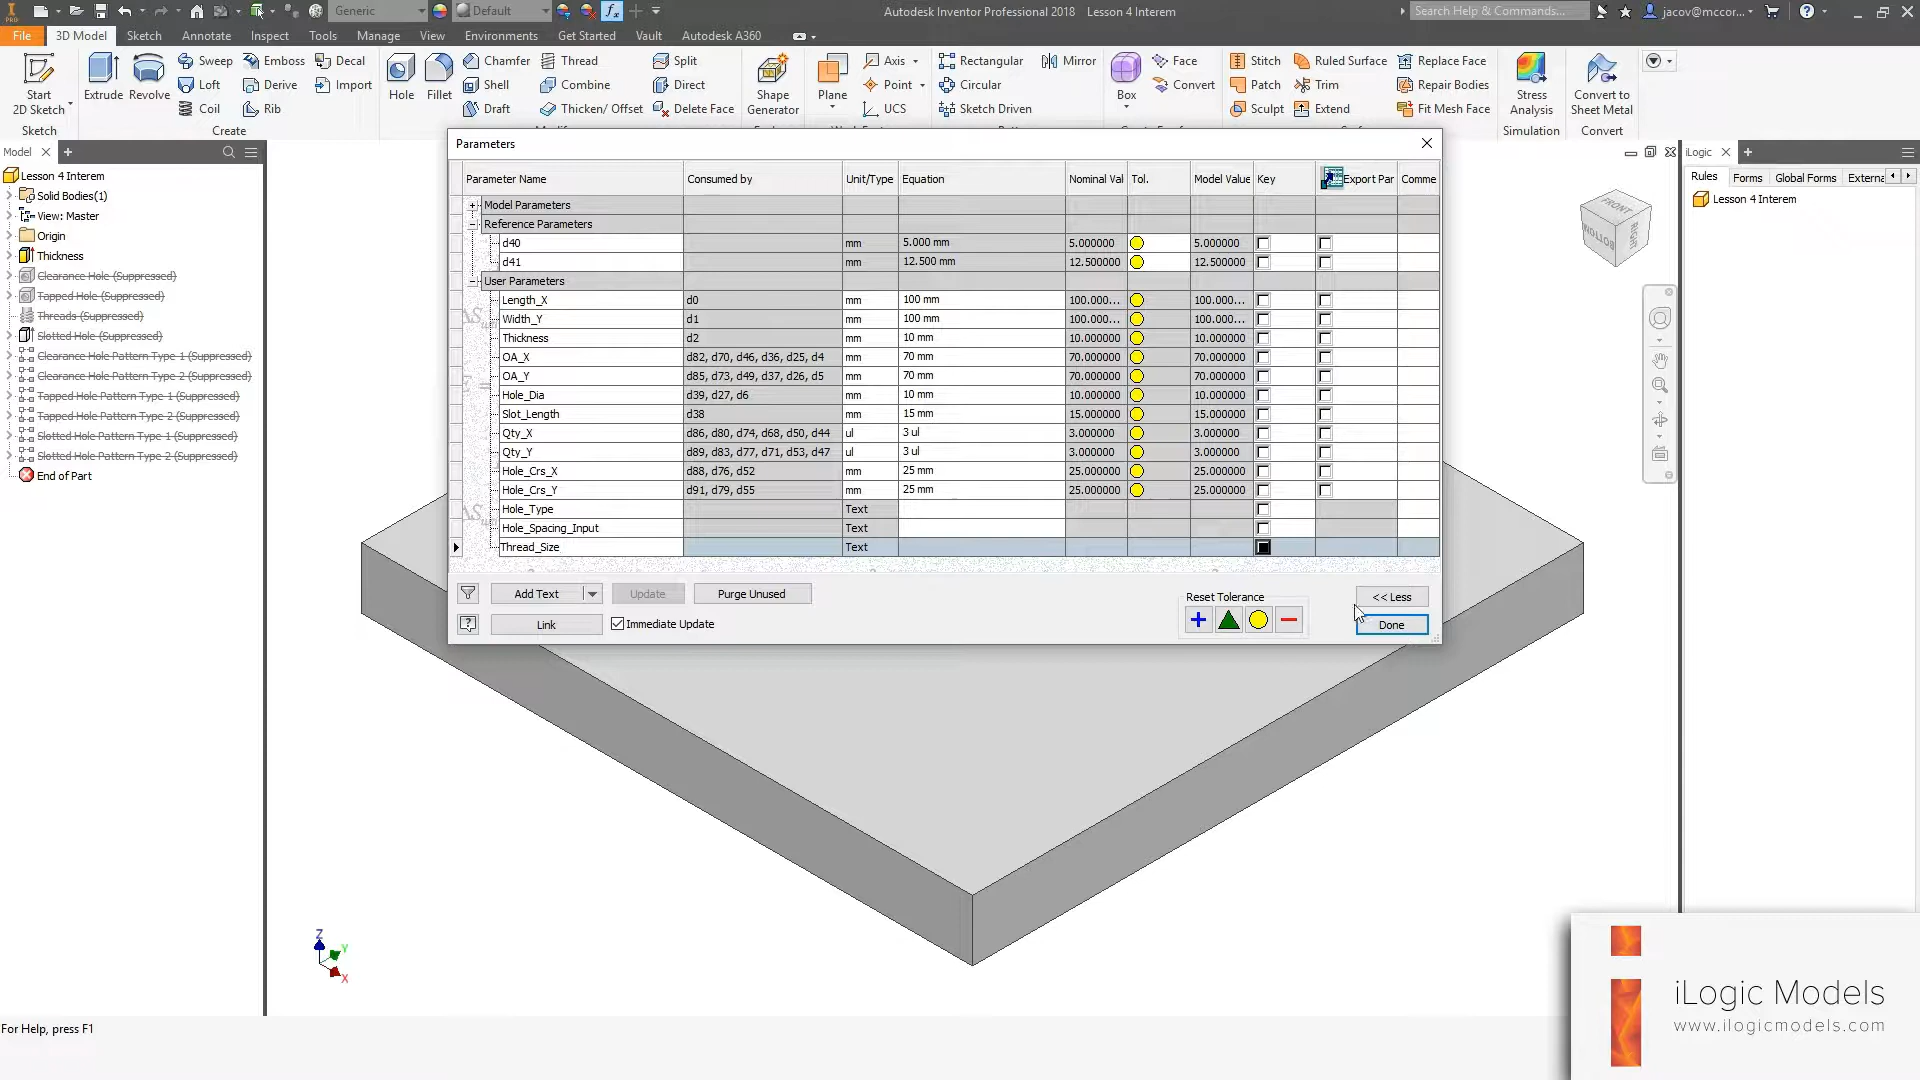 Generic
Default
Autodesk Inventor Professional 2018 Lesson 4 Interem
Search Help & Commands...
jacov@mccor...
PRO
File
3D Model
Sketch
Annotate
Inspect
Tools
Manage
View
Environments
Get Started
Vault
Autodesk A360
Start
2D Sketch
Extrude
Revolve
Sweep
Emboss
Decal
Loft
Derive
Import
Coil
Rib
Hole
Fillet
Chamfer
Thread
Split
Shell
Combine
Direct
Draft
Thicken/ Offset
Delete Face
Shape
Generator
Plane
Axis
Point
UCS
Rectangular
Mirror
Circular
Sketch Driven
Box
Face
Convert
Stitch
Ruled Surface
Replace Face
Patch
Trim
Repair Bodies
Sculpt
Extend
Fit Mesh Face
Stress
Analysis
Convert to
Sheet Metal
Sketch
Create
Simulation
Convert
Model
Lesson 4 Interem
Solid Bodies(1)
View: Master
Origin
Thickness
Clearance Hole (Suppressed)
Tapped Hole (Suppressed)
Threads (Suppressed)
Slotted Hole (Suppressed)
Clearance Hole Pattern Type 1 (Suppressed)
Clearance Hole Pattern Type 2 (Suppressed)
Tapped Hole Pattern Type 1 (Suppressed)
Tapped Hole Pattern Type 2 (Suppressed)
Slotted Hole Pattern Type 1 (Suppressed)
Slotted Hole Pattern Type 2 (Suppressed)
End of Part
Parameters
Parameter Name Consumed by Unit/Type Equation Nominal Val Tol. Model Value Key Export Par Comme
Model Parameters
Reference Parameters
d40 mm 5.000 mm 5.000000 5.000000
d41 mm 12.500 mm 12.500000 12.500000
User Parameters
Length_X d0 mm 100 mm 100.000... 100.000...
Width_Y d1 mm 100 mm 100.000... 100.000...
Thickness d2 mm 10 mm 10.000000 10.000000
OA_X d82, d70, d46, d36, d25, d4 mm 70 mm 70.000000 70.000000
OA_Y d85, d73, d49, d37, d26, d5 mm 70 mm 70.000000 70.000000
Hole_Dia d39, d27, d6 mm 10 mm 10.000000 10.000000
Slot_Length d38 mm 15 mm 15.000000 15.000000
Qty_X d86, d80, d74, d68, d50, d44 ul 3 ul 3.000000 3.000000
Qty_Y d89, d83, d77, d71, d53, d47 ul 3 ul 3.000000 3.000000
Hole_Crs_X d88, d76, d52 mm 25 mm 25.000000 25.000000
Hole_Crs_Y d91, d79, d55 mm 25 mm 25.000000 25.000000
Hole_Type Text
Hole_Spacing_Input Text
Thread_Size Text
Add Text
Update
Purge Unused
Reset Tolerance
<< Less
Link
Immediate Update
Done
iLogic
Rules
Forms
Global Forms
Externa
Lesson 4 Interem
FRONT
RIGHT
BOTTOM
Z
Y
X
For Help, press F1
iLogic Models
www.ilogicmodels.com